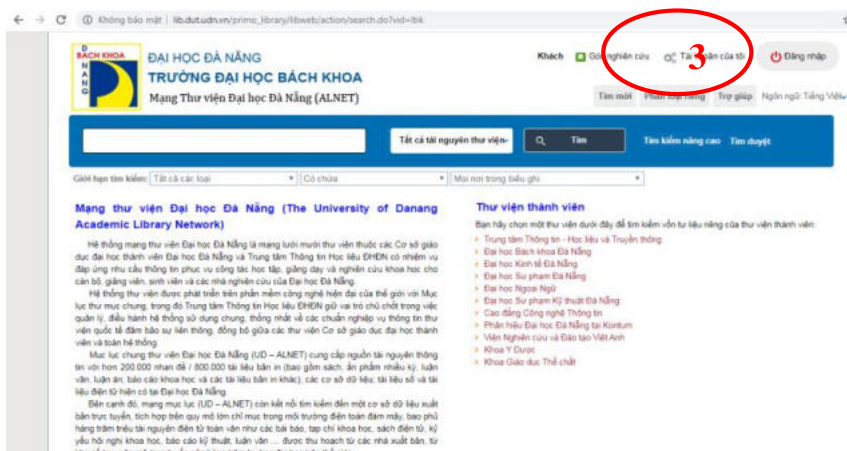 Không bảo mật | lib.dut.udn.vn/primo_library/libweb/action/search.do?vid=lbk
BACH KHOA
DANANG
ĐẠI HỌC ĐÀ NẴNG
TRƯỜNG ĐẠI HỌC BÁCH KHOA
Mạng Thư viện Đại học Đà Nẵng (ALNET)
Khách Góc nghiên cứu Tài khoản của tôi Đăng nhập
3
Tìm mới Trợ giúp Ngôn ngữ: Tiếng Việt
Tất cả tài nguyên thư viện Tìm Tìm kiếm nâng cao Tìm duyệt
Giới hạn tìm kiếm: Tất cả các loại Có chứa Mọi nơi trong biểu ghi
Mạng thư viện Đại học Đà Nẵng (The University of Danang
Academic Library Network)
Hệ thống mạng thư viện Đại học Đà Nẵng là mạng lưới mười thư viện thuộc các Cơ sở giáo
dục đại học thành viên Đại học Đà Nẵng và Trung tâm Thông tin Học liệu ĐHĐN có nhiệm vụ
đáp ứng nhu cầu thông tin phục vụ công tác học tập, giảng dạy và nghiên cứu khoa học cho
cán bộ, giảng viên, sinh viên và các nhà nghiên cứu của Đại học Đà Nẵng.
Hệ thống thư viện được phát triển trên phần mềm công nghệ hiện đại của thế giới với Mục
lục thư mục chung, trong đó Trung tâm Thông tin Học liệu ĐHĐN giữ vai trò chủ chốt trong việc
quản lý, điều hành hệ thống sử dụng chung, thống nhất về các chuẩn nghiệp vụ thông tin thư
viện quốc tế đảm bảo sự liên thông, đồng bộ giữa các thư viện Cơ sở giáo dục đại học thành
viên và toàn hệ thống.
Mục lục chung thư viện Đại học Đà Nẵng (UD – ALNET) cung cấp nguồn tài nguyên thông
tin với hơn 200.000 nhan đề / 800.000 tài liệu bản in (bao gồm sách, ấn phẩm nhiều kỳ, luận
văn, luận án, báo cáo khoa học và các tài liệu bản in khác), các cơ sở dữ liệu, tài liệu số và tài
liệu điện tử hiện có tại Đại học Đà Nẵng.
Bên cạnh đó, mạng mục lục (UD – ALNET) còn kết nối tìm kiếm đến một cơ sở dữ liệu xuất
bản trực tuyến, tích hợp trên quy mô lớn chỉ mục trong môi trường điện toán đám mây, bao phủ
hàng trăm triệu tài nguyên điện tử toàn văn như các bài báo, tạp chí khoa học, sách điện tử, kỷ
yếu hội nghị khoa học, báo cáo kỹ thuật, luận văn ... được thu hoạch từ các nhà xuất bản, từ
Thư viện thành viên
Bạn hãy chọn một thư viện dưới đây để tìm kiếm vốn tư liệu riêng của thư viện thành viên:
Trung tâm Thông tin - Học liệu và Truyền thông
Đại học Bách khoa Đà Nẵng
Đại học Kinh tế Đà Nẵng
Đại học Sư phạm Đà Nẵng
Đại học Ngoại Ngữ
Đại học Sư phạm Kỹ thuật Đà Nẵng
Cao đẳng Công nghệ Thông tin
Phân hiệu Đại học Đà Nẵng tại Kontum
Viện Nghiên cứu và Đào tạo Việt Anh
Khoa Y Dược
Khoa Giáo dục Thể chất